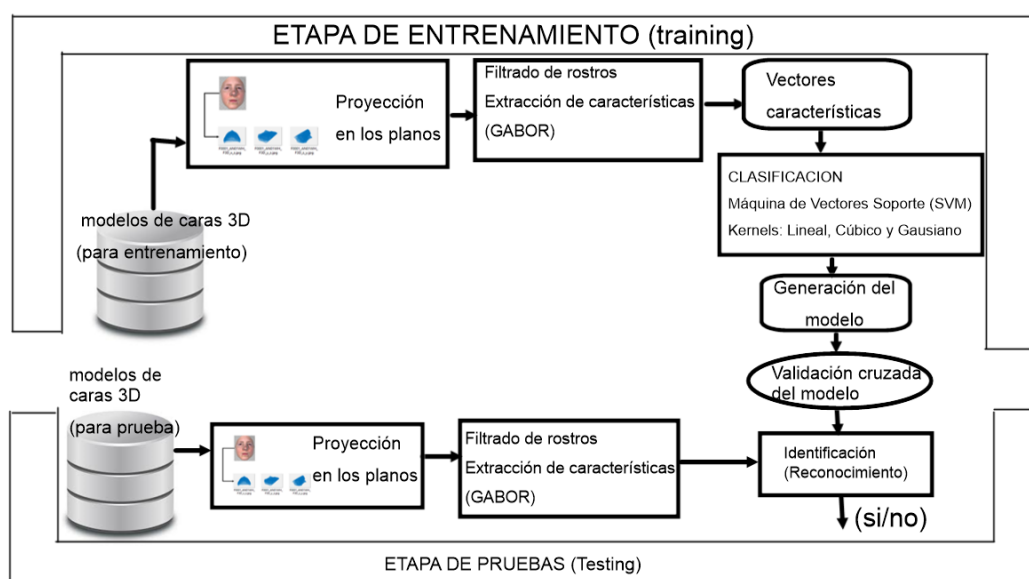 ETAPA DE ENTRENAMIENTO (training)
Proyección
en los planos
Filtrado de rostros
Extracción de características
(GABOR)
Vectores
características
CLASIFICACION
Máquina de Vectores Soporte (SVM)
Kernels: Lineal, Cúbico y Gausiano
modelos de caras 3D
(para entrenamiento)
Generación del
modelo
Validación cruzada
del modelo
modelos de
caras 3D
(para prueba)
Proyección
en los planos
Filtrado de rostros
Extracción de características
(GABOR)
Identificación
(Reconocimiento)
(si/no)
ETAPA DE PRUEBAS (Testing)